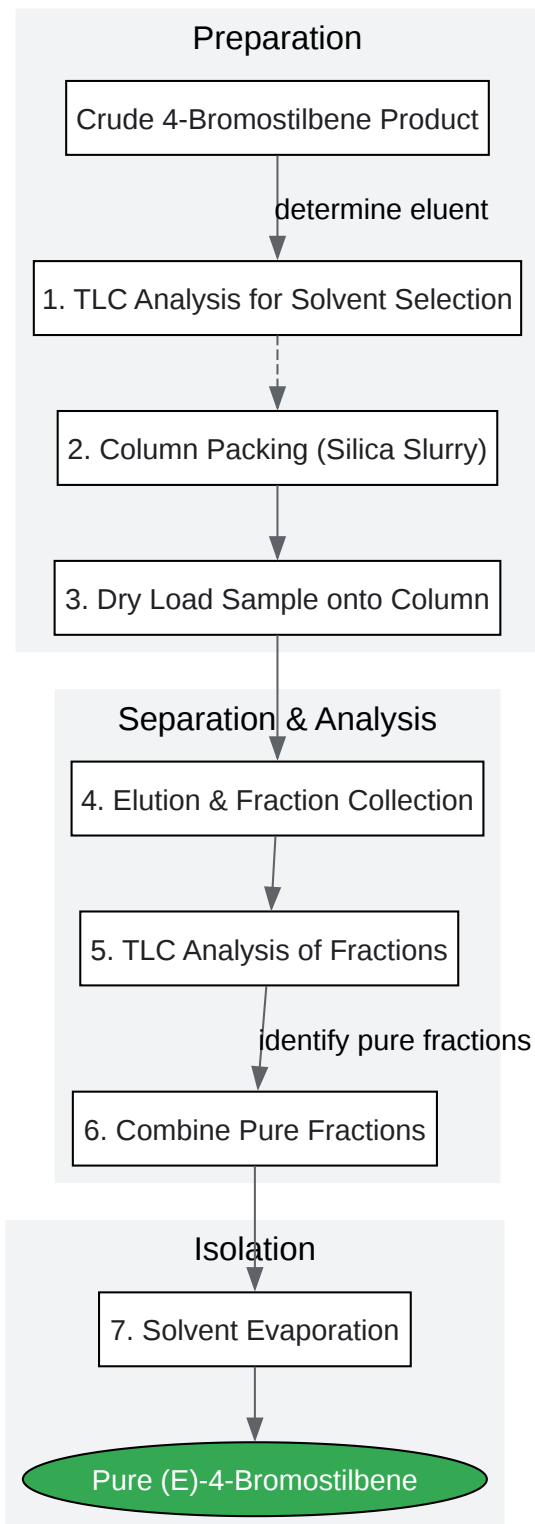 Preparation
Crude 4-Bromostilbene Product
determine eluent
1. TLC Analysis for Solvent Selection
2. Column Packing (Silica Slurry)
3. Dry Load Sample onto Column
Separation & Analysis
4. Elution & Fraction Collection
5. TLC Analysis of Fractions
identify pure fractions
6. Combine Pure Fractions
Isolation
7. Solvent Evaporation
Pure (E)-4-Bromostilbene